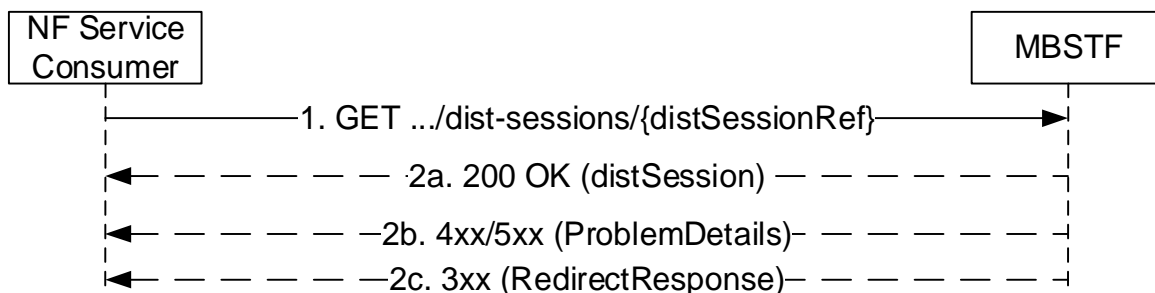 NF Service
Consumer
MBSTF
1. GET .../dist-sessions/{distSessionRef}
2a. 200 OK (distSession)
2b. 4xx/5xx (ProblemDetails)
2c. 3xx (RedirectResponse)